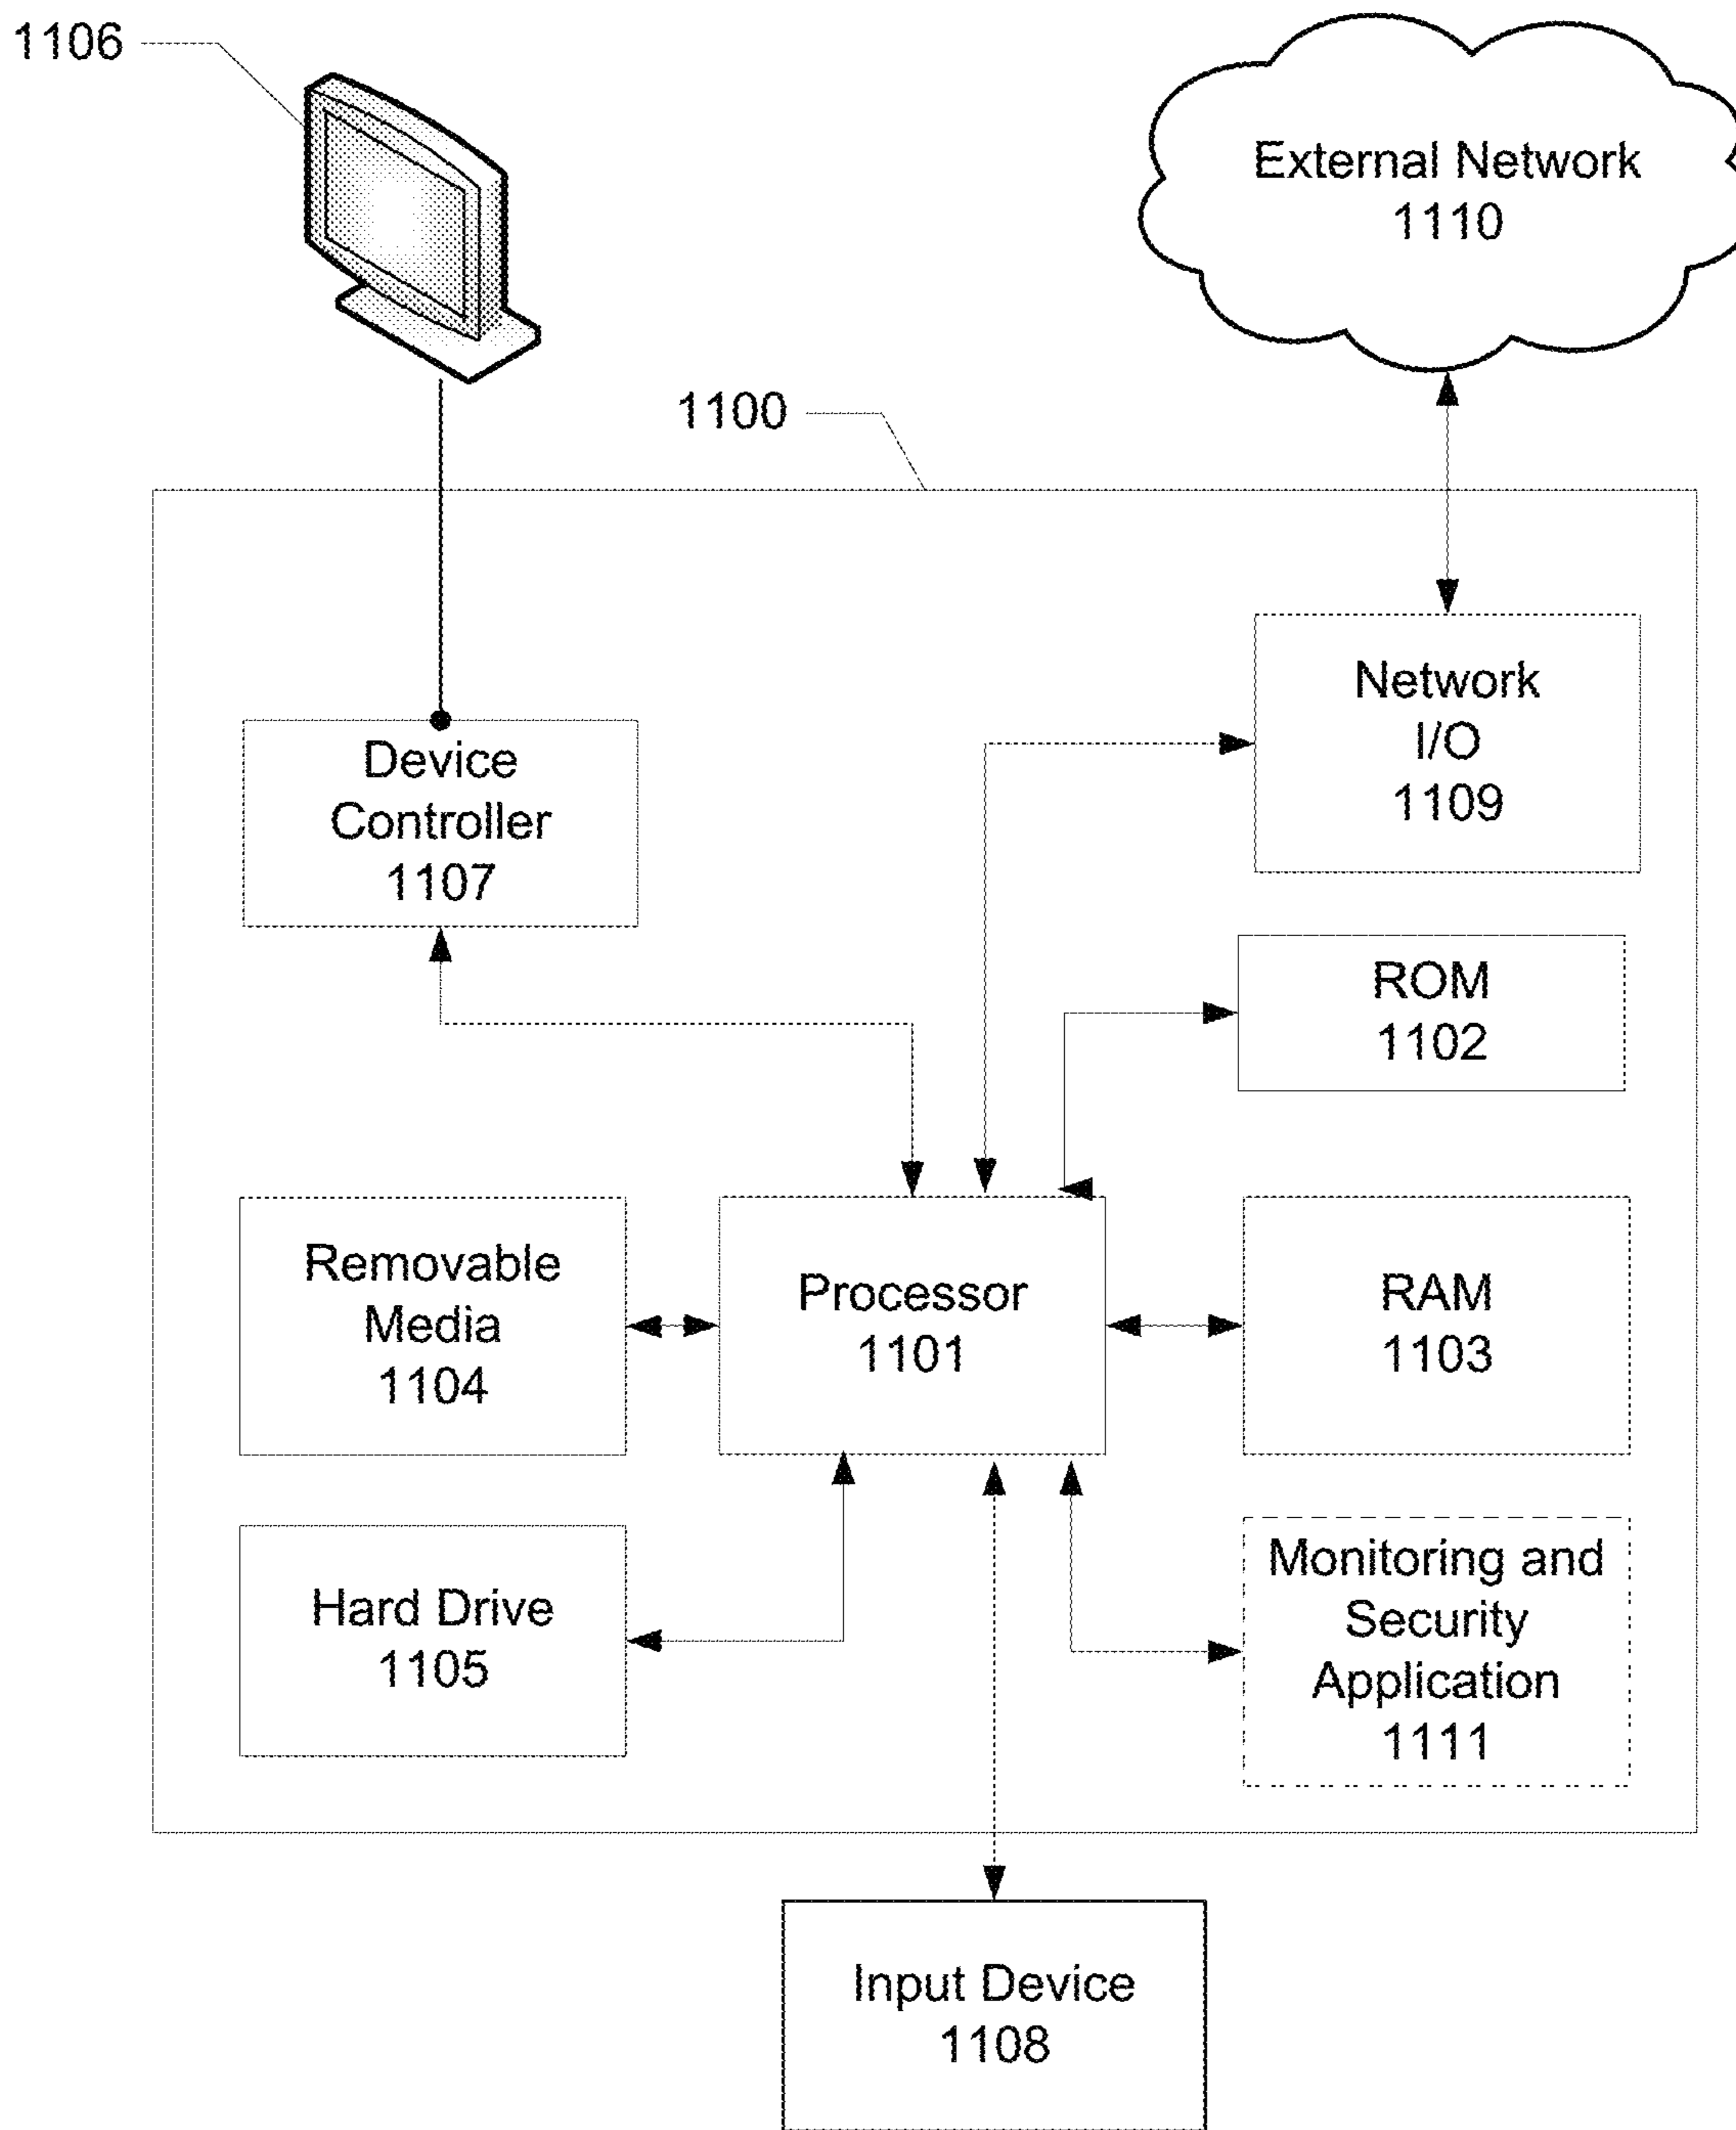 1106
External Network
1110
1100
Network
I/O
1109
Device
Controller
1107
ROM
1102
Removable
Media
1104
Processor
1101
RAM
1103
Hard Drive
1105
Monitoring and
Security
Application
1111
Input Device
1108